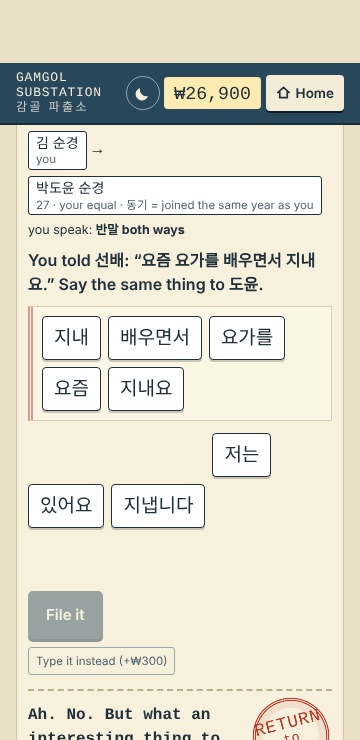 GAMGOL
SUBSTATION
감골 파출소
₩26,900
Home
김 순경
you
→
박도윤 순경
27 · your equal · 동기 = joined the same year as you
you speak: 반말 both ways
You told 선배: “요즘 요가를 배우면서 지내
요.” Say the same thing to 도윤.
지내 배우면서 요가를
요즘 지내요
저는
있어요 지냅니다
File it
Type it instead (+₩300)
Ah. No. But what an
interesting thing to
RETURN
to